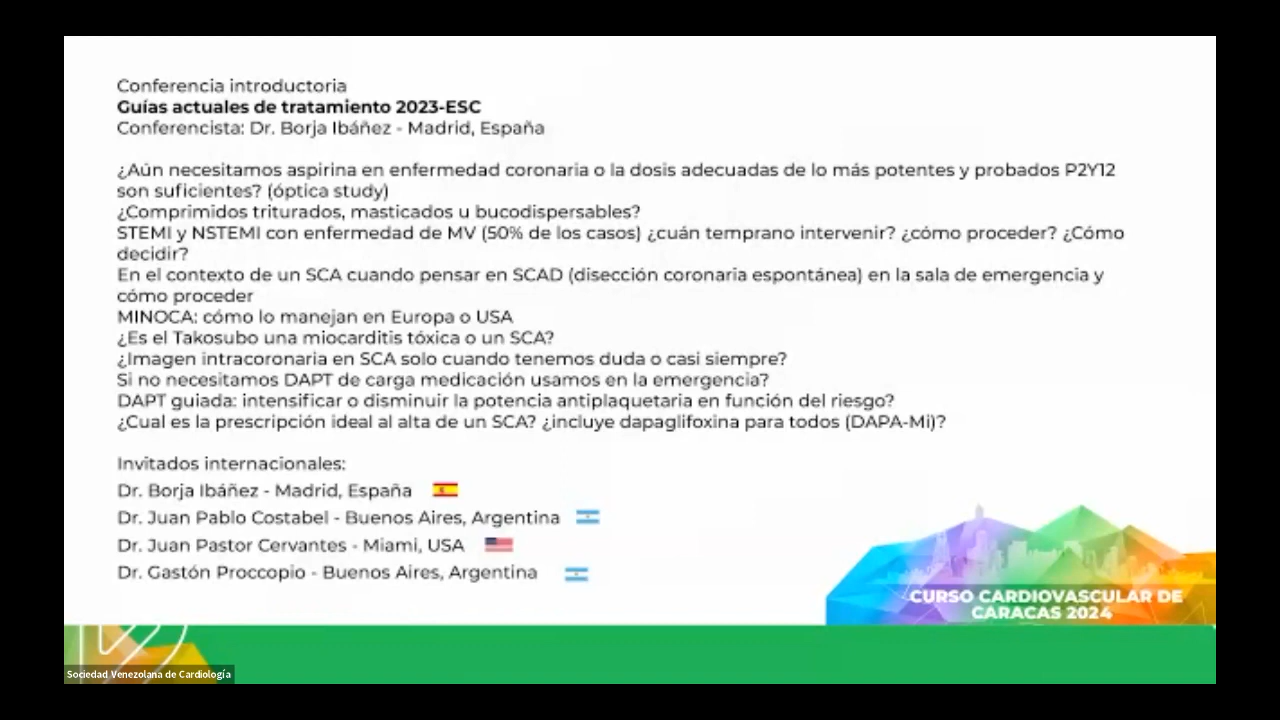 Conferencia introductoria
Guías actuales de tratamiento 2023-ESC
Conferencista: Dr. Borja Ibáñez - Madrid, España
¿Aún necesitamos aspirina en enfermedad coronaria o la dosis adecuadas de lo más potentes y probados P2Y12
son suficientes? (óptica study)
¿Comprimidos triturados, masticados u bucodispersables?
STEMI y NSTEMI con enfermedad de MV (50% de los casos) ¿cuán temprano intervenir? ¿cómo proceder? ¿Cómo
decidir?
En el contexto de un SCA cuando pensar en SCAD (disección coronaria espontánea) en la sala de emergencia y
cómo proceder
MINOCA: cómo lo manejan en Europa o USA
¿Es el Takosubo una miocarditis tóxica o un SCA?
¿Imagen intracoronaria en SCA solo cuando tenemos duda o casi siempre?
Si no necesitamos DAPT de carga medicación usamos en la emergencia?
DAPT guiada: intensificar o disminuir la potencia antiplaquetaria en función del riesgo?
¿Cual es la prescripción ideal al alta de un SCA? ¿incluye dapaglifoxina para todos (DAPA-Mi)?
Invitados internacionales:
Dr. Borja Ibáñez - Madrid, España
Dr. Juan Pablo Costabel - Buenos Aires, Argentina
Dr. Juan Pastor Cervantes - Miami, USA
Dr. Gastón Proccopio - Buenos Aires, Argentina
CURSO CARDIOVASCULAR DE
CARACAS 2024
Sociedad Venezolana de Cardiología